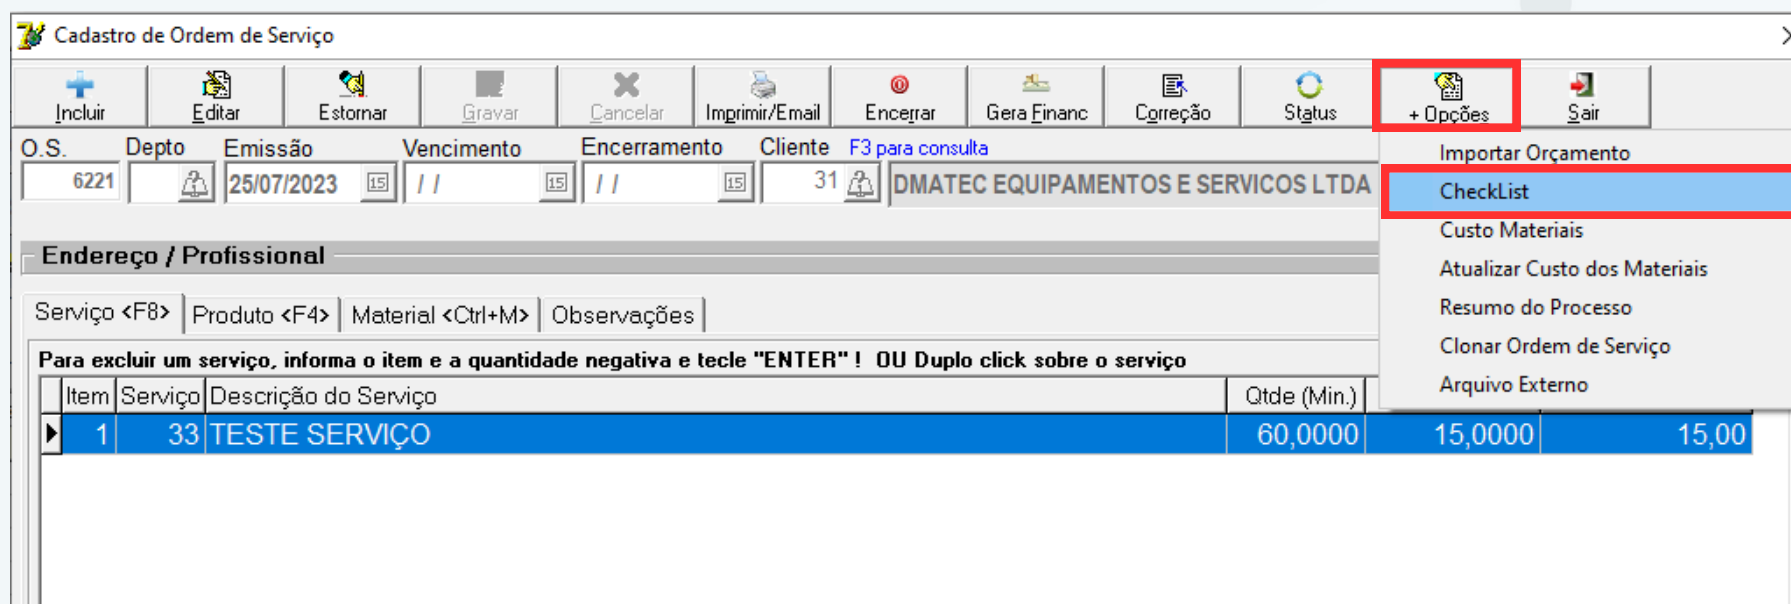 Cadastro de Ordem de Serviço
Incluir Editar Estornar Gravar Cancelar Imprimir/Email Encerrar Gera Financ Correção Status + Opções Sair
O.S. Depto Emissão Vencimento Encerramento Cliente F3 para consulta
6221 25/07/2023 15 / / 15 / / 15 31 DMATEC EQUIPAMENTOS E SERVICOS LTDA
Importar Orçamento
CheckList
Custo Materiais
Atualizar Custo dos Materiais
Resumo do Processo
Clonar Ordem de Serviço
Arquivo Externo
Endereço / Profissional
Serviço <F8> Produto <F4> Material <Ctrl+M> Observações
Para excluir um serviço, informa o item e a quantidade negativa e tecle "ENTER" ! OU Duplo click sobre o serviço
Item Serviço Descrição do Serviço Qtde (Min.)
1 33 TESTE SERVIÇO 60,0000 15,0000 15,00